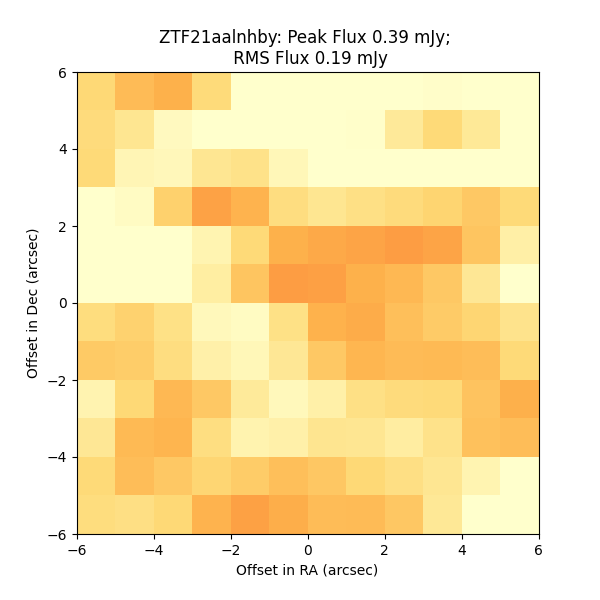 ZTF21aalnhby: Peak Flux 0.39 mJy;
RMS Flux 0.19 mJy
6
4
2
0
−2
−4
−6
Offset in Dec (arcsec)
−6 −4 −2 0 2 4 6
Offset in RA (arcsec)